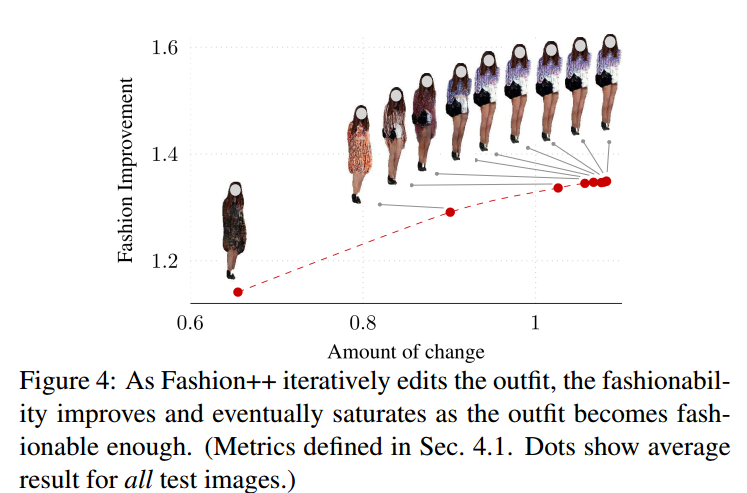 1.6
1.4
1.2
Fashion Improvement
0.6 0.8 1
Amount of change
Figure 4: As Fashion++ iteratively edits the outfit, the fashionabil-
ity improves and eventually saturates as the outfit becomes fash-
ionable enough. (Metrics defined in Sec. 4.1. Dots show average
result for all test images.)